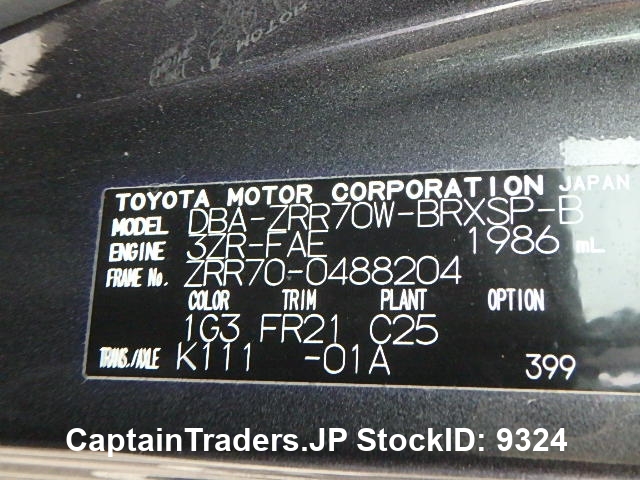 TOYOTA MOTOR CORPORATION JAPAN
MODEL DBA-ZRR70W-BRXSP-B
ENGINE 3ZR-FAE 1986 mL
FRAME No. ZRR70-0488204
COLOR TRIM PLANT OPTION
1G3 FR21 C25
TRANS./AXLE K111 -01A 399
CaptainTraders.JP StockID: 9324